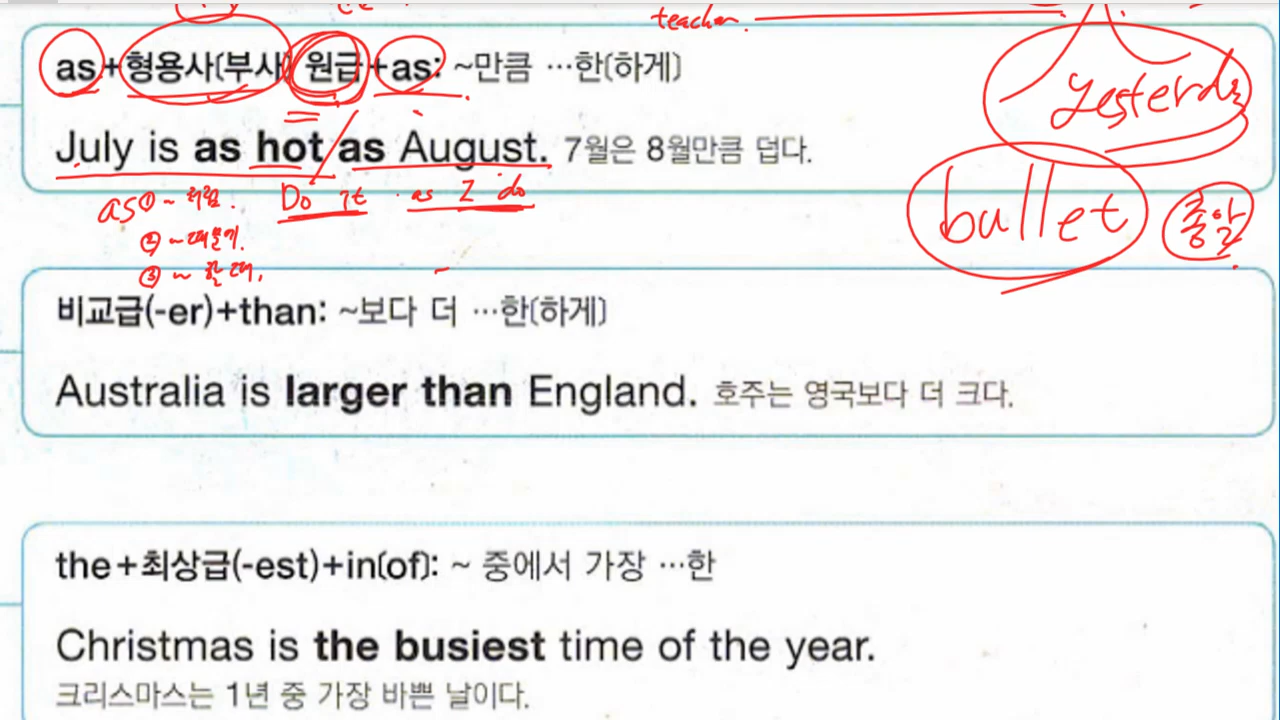 teacher.
as+형용사(부사) 원급+as: ~만큼 …한(하게)
yesterda
July is as hot as August. 7월은 8월만큼 덥다.
bullet 총알
as ① ~처럼. Do it as I do
② ~때문기.
③ ~할 때.
비교급(-er)+than: ~보다 더 …한(하게)
Australia is larger than England. 호주는 영국보다 더 크다.
the+최상급(-est)+in(of): ~ 중에서 가장 …한
Christmas is the busiest time of the year.
크리스마스는 1년 중 가장 바쁜 날이다.